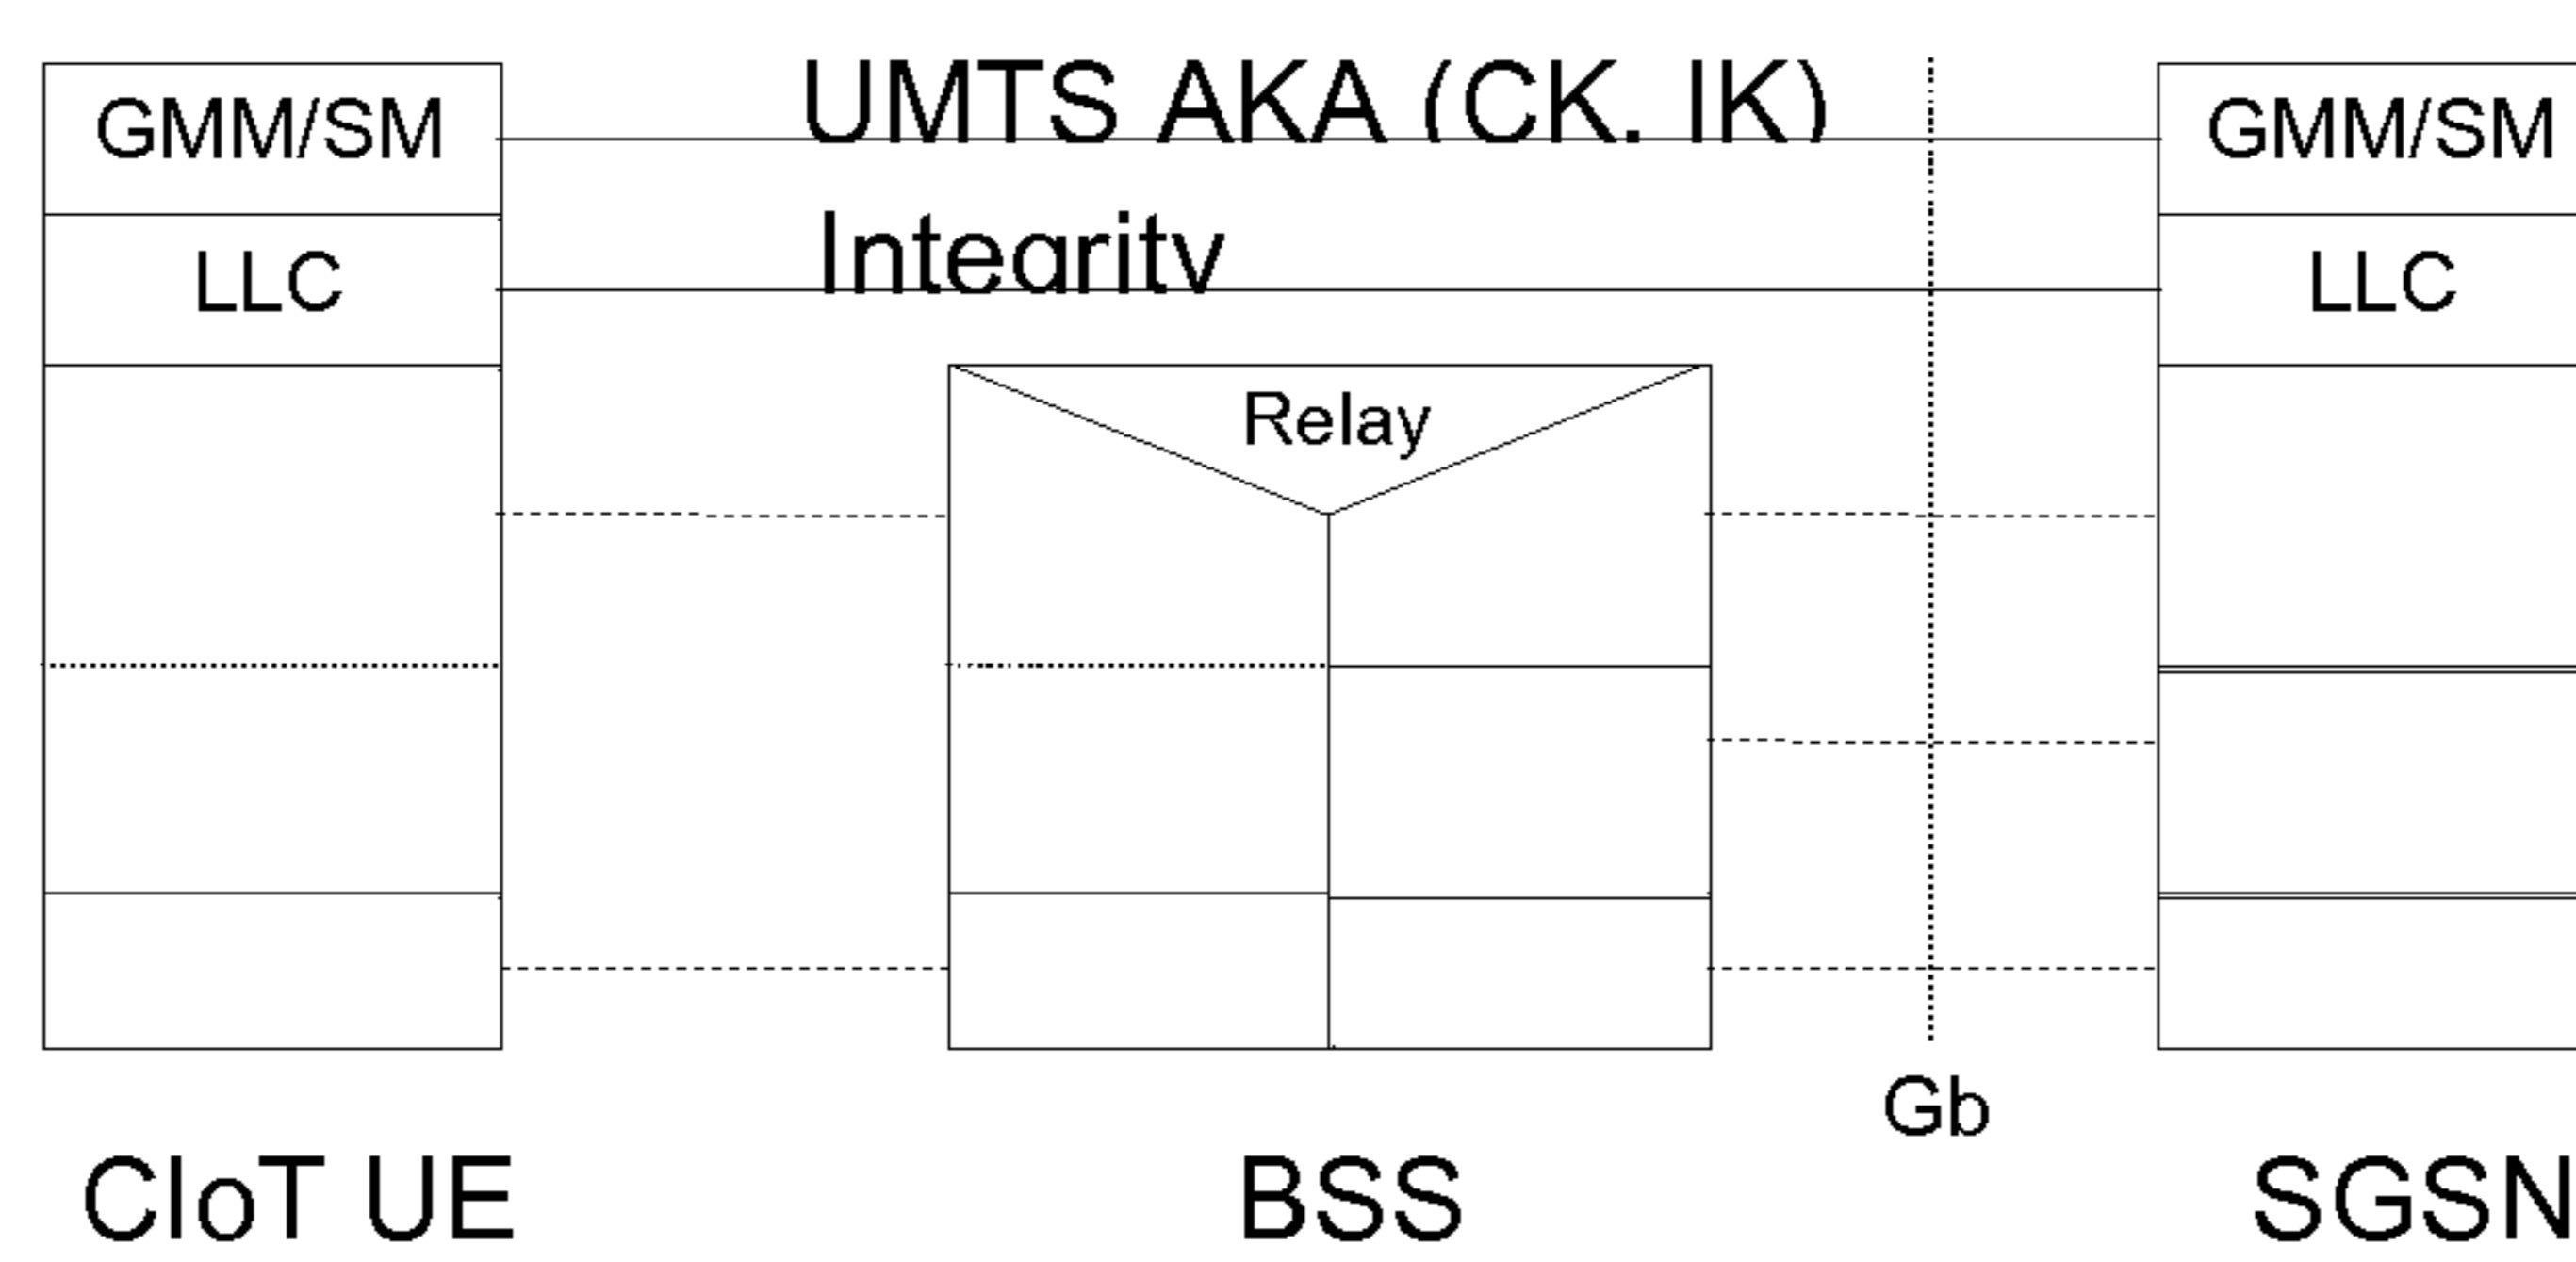 UMTS AKA (CK, IK)
GMM/SM
GMM/SM
Integrity
LLC
LLC
Relay
Gb
CIoT UE
BSS
SGSN